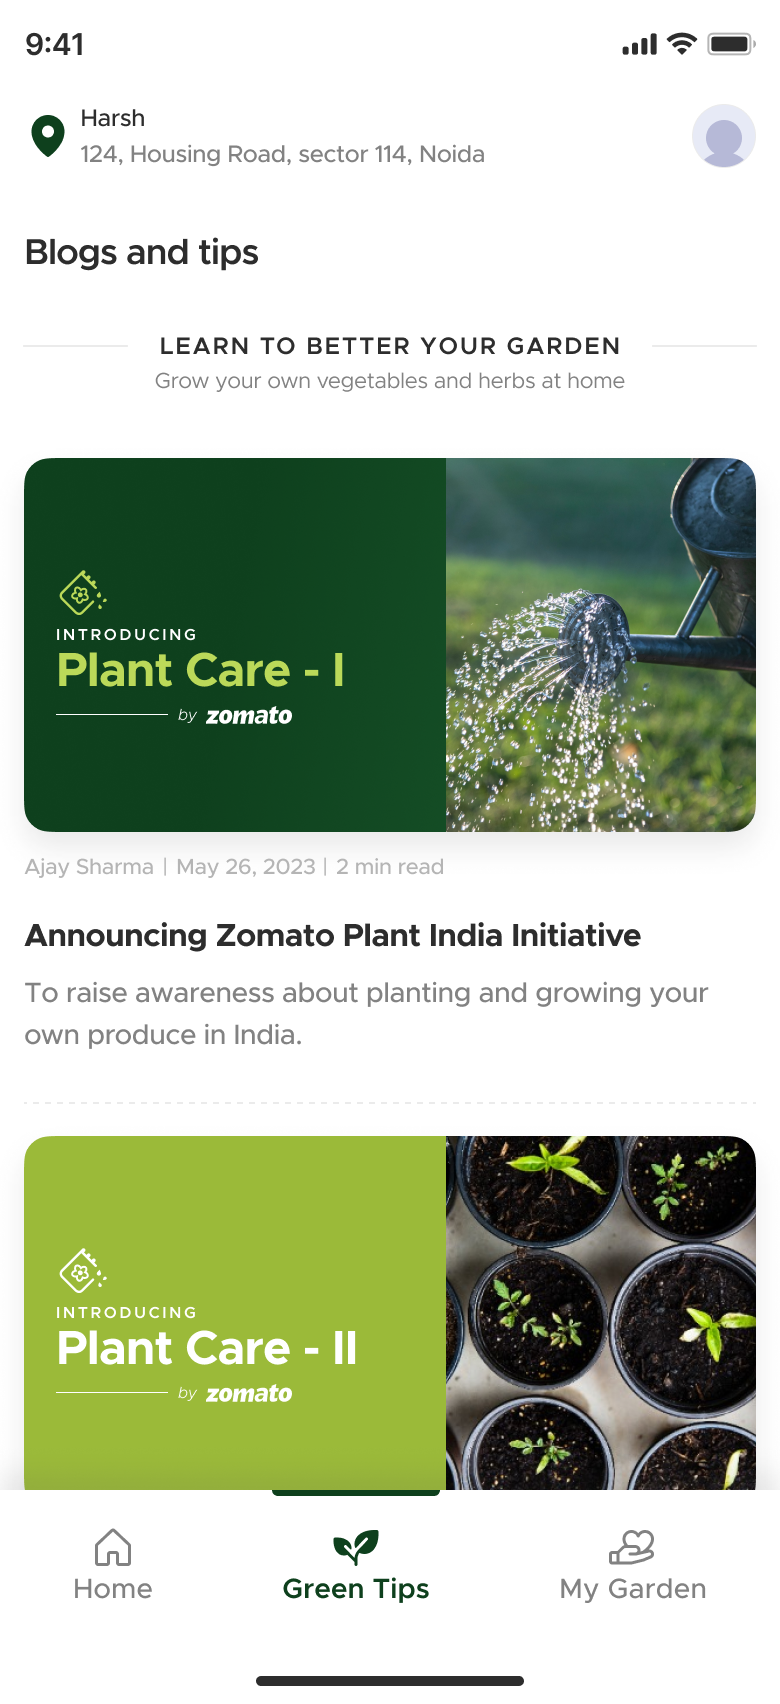 9:41
Harsh
124, Housing Road, sector 114, Noida
Blogs and tips
LEARN TO BETTER YOUR GARDEN
Grow your own vegetables and herbs at home
INTRODUCING
Plant Care - I
by zomato
Ajay Sharma | May 26, 2023 | 2 min read
Announcing Zomato Plant India Initiative
To raise awareness about planting and growing your
own produce in India.
INTRODUCING
Plant Care - II
by zomato
Home
Green Tips
My Garden